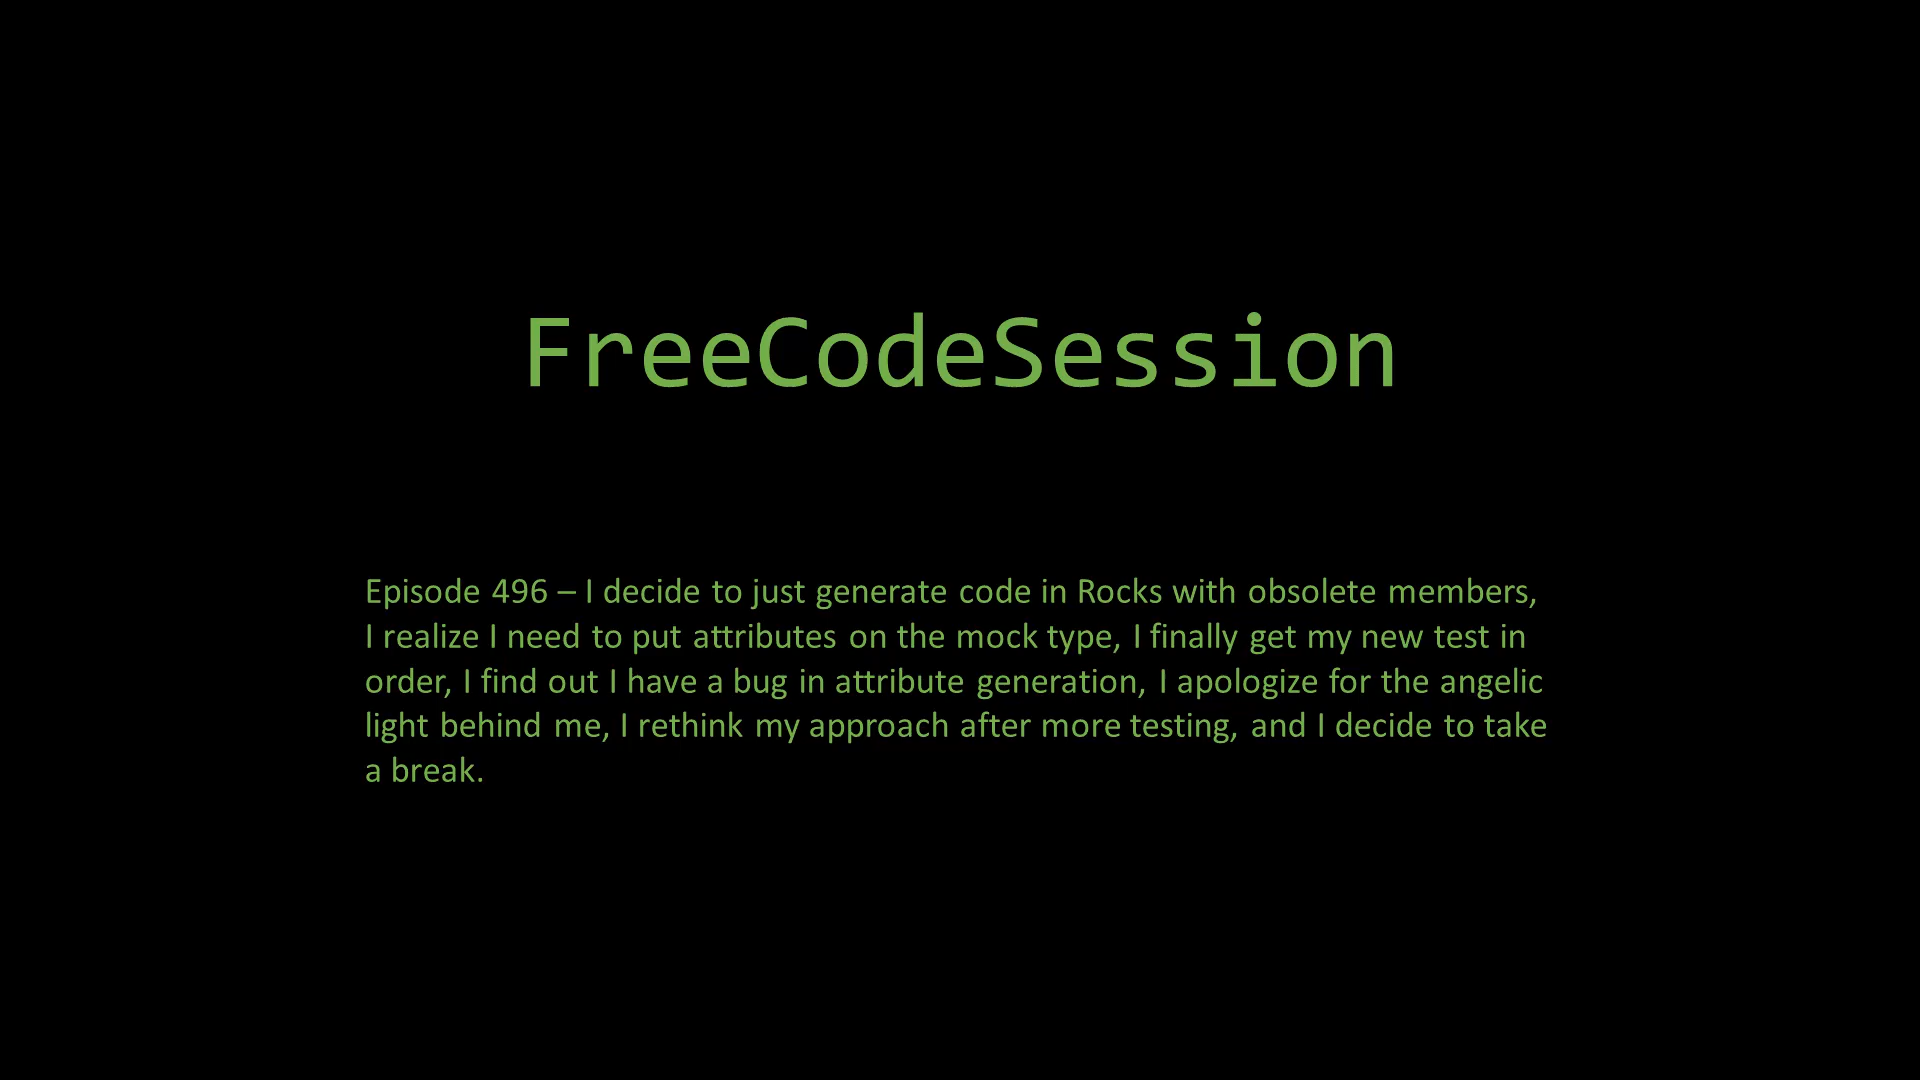 FreeCodeSession
Episode 496 – I decide to just generate code in Rocks with obsolete members,
I realize I need to put attributes on the mock type, I finally get my new test in
order, I find out I have a bug in attribute generation, I apologize for the angelic
light behind me, I rethink my approach after more testing, and I decide to take
a break.